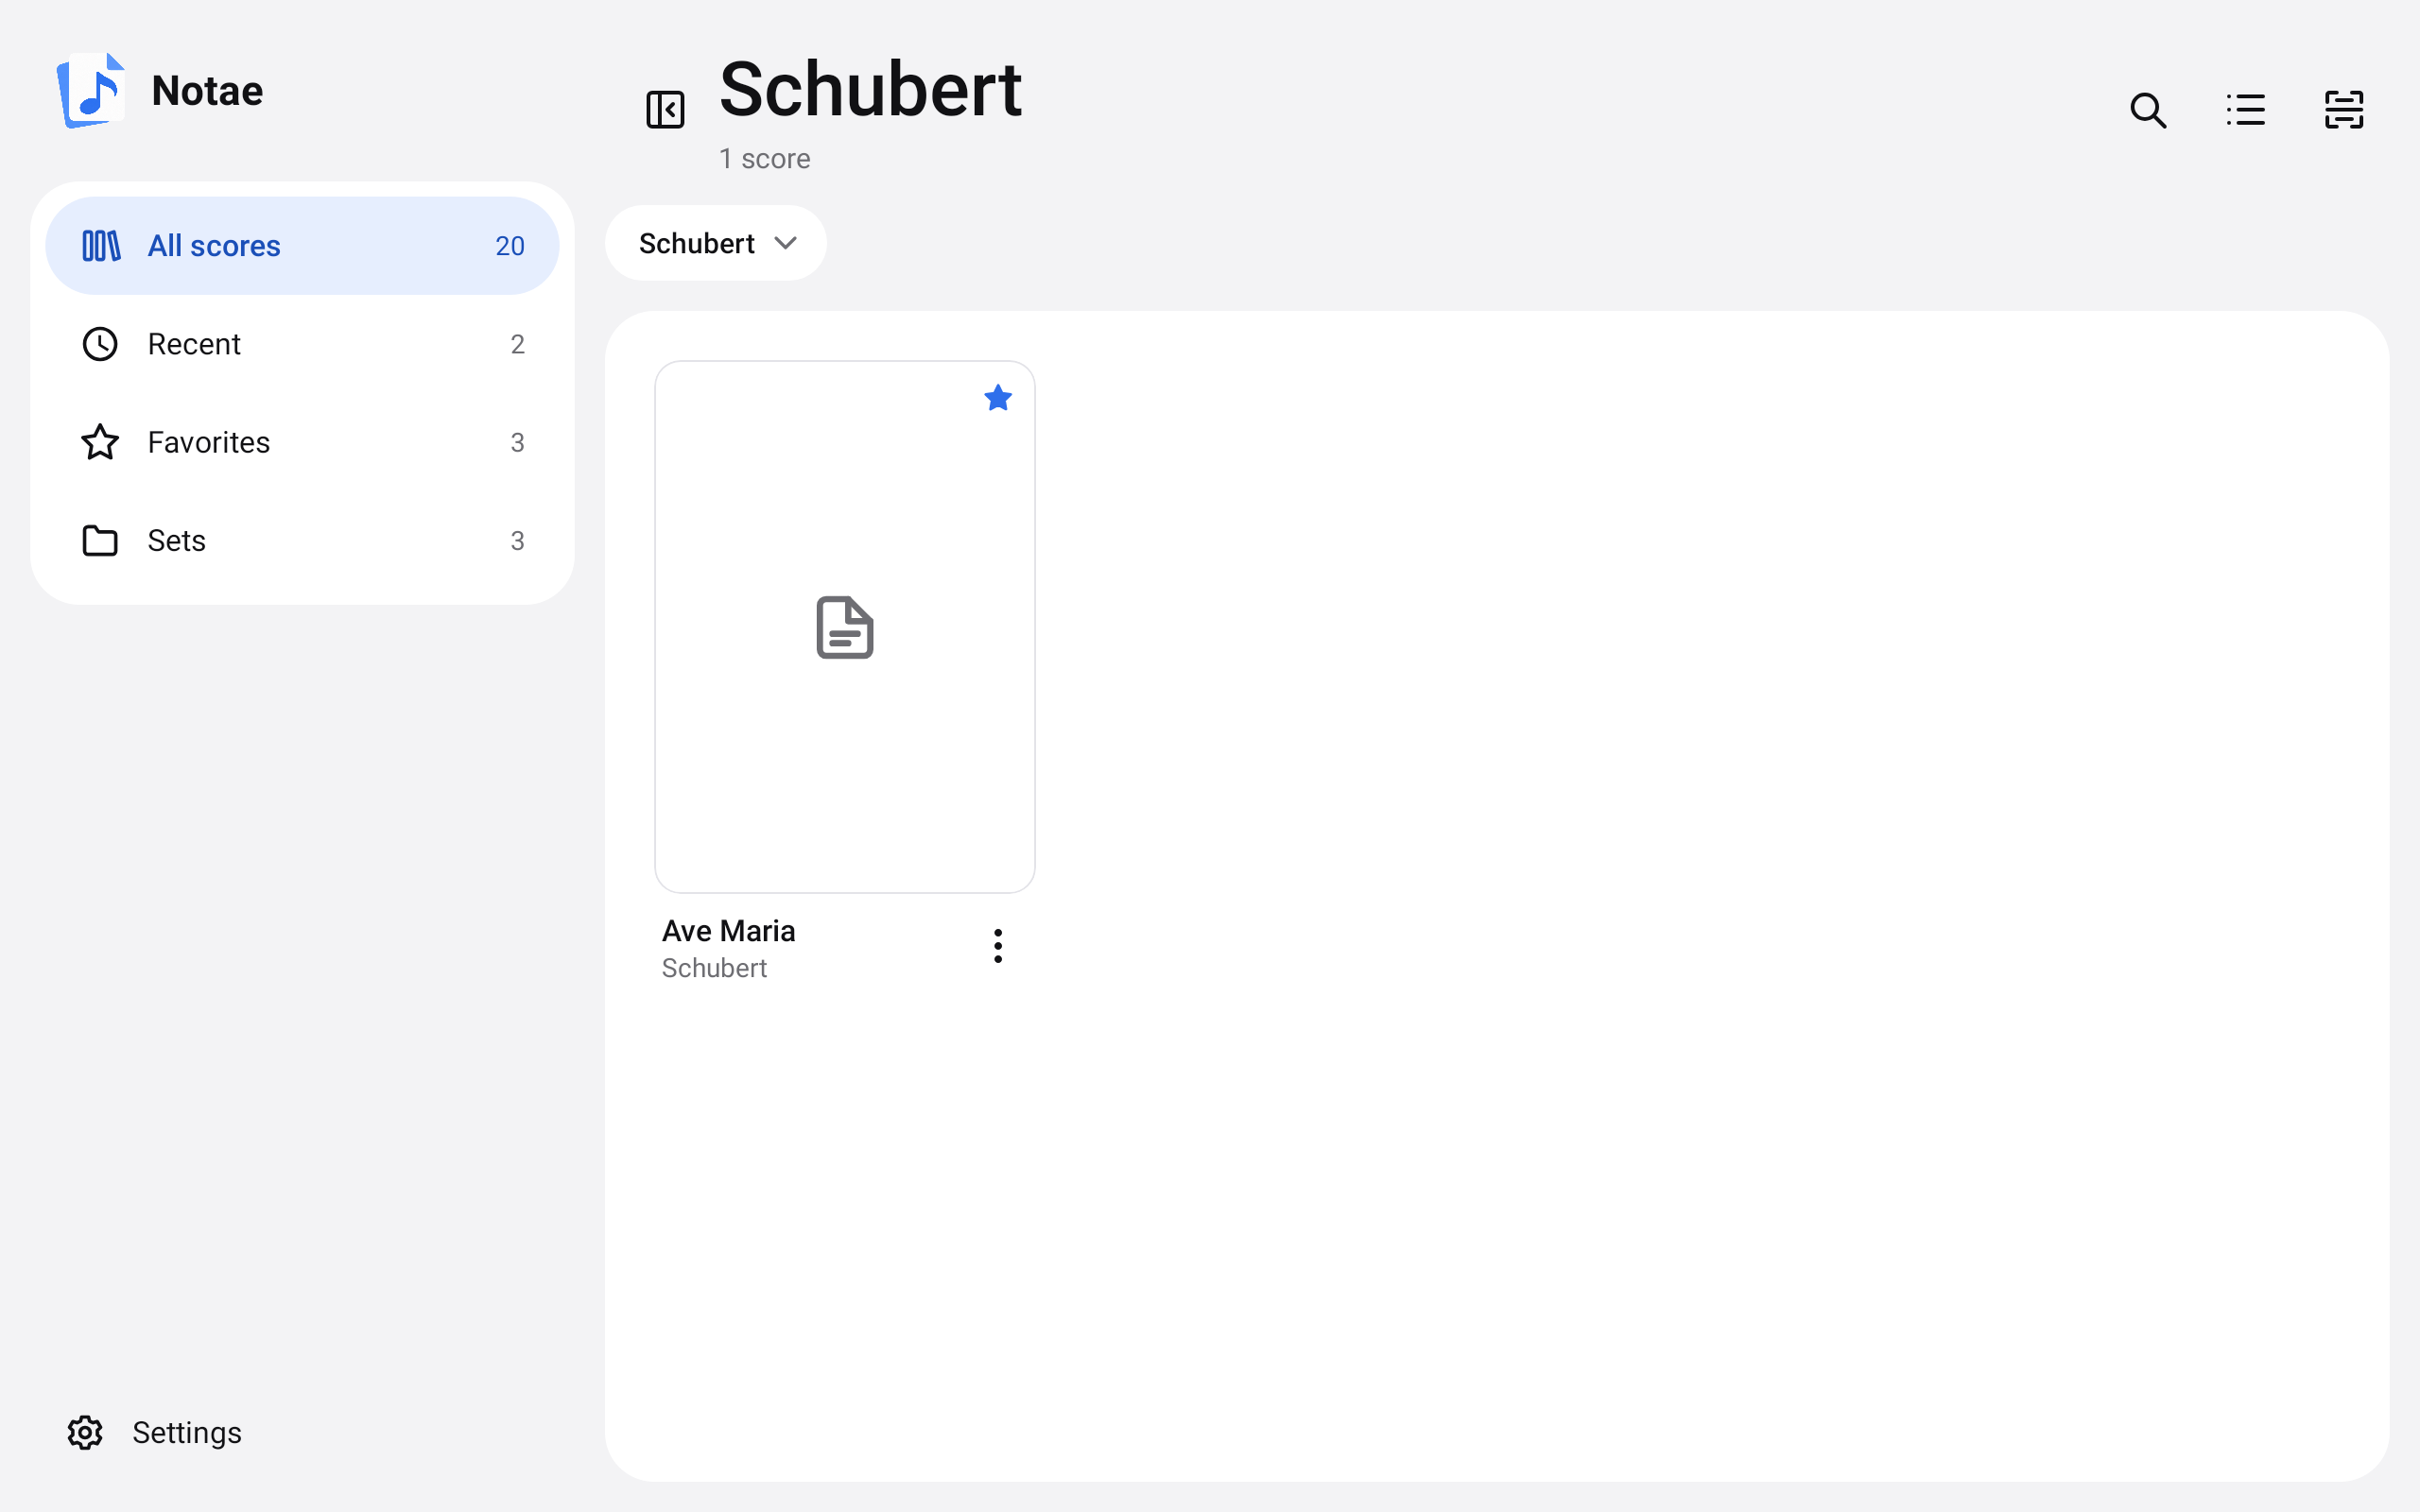 Notae
All scores 20
Recent 2
Favorites 3
Sets 3
Settings
Schubert
1 score
Schubert
Ave Maria
Schubert